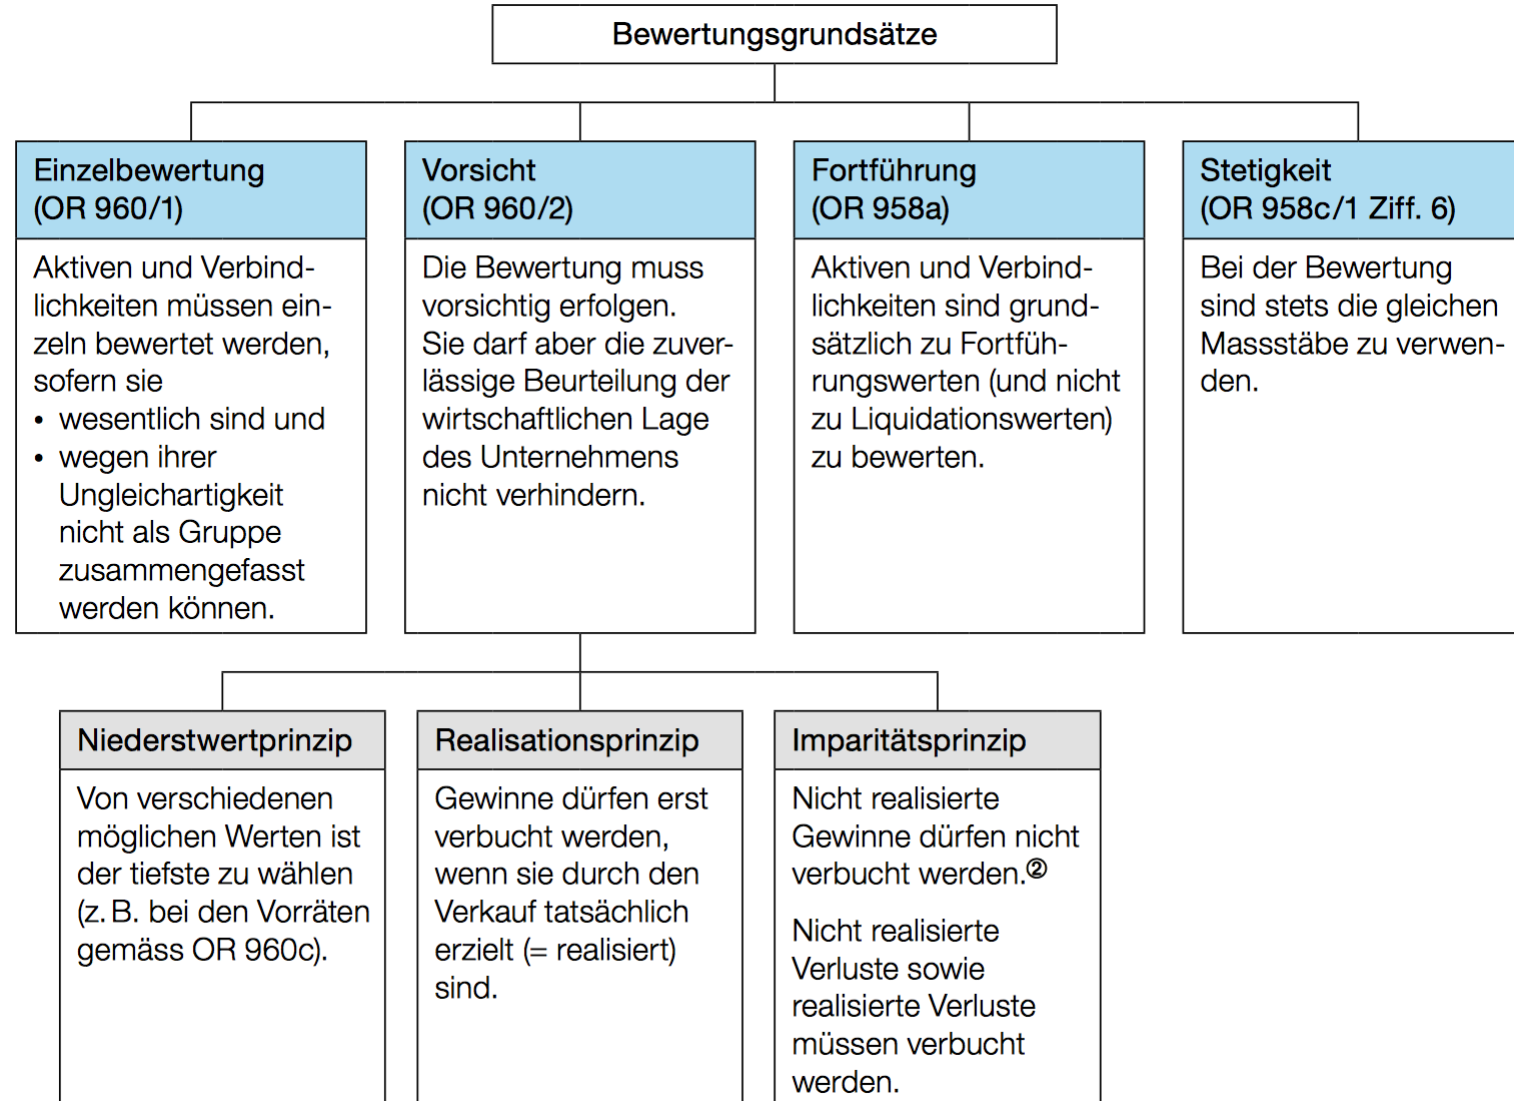 Bewertungsgrundsätze
Einzelbewertung
(OR 960/1)
Aktiven und Verbind-
lichkeiten müssen ein-
zeln bewertet werden,
sofern sie
• wesentlich sind und
• wegen ihrer
Ungleichartigkeit
nicht als Gruppe
zusammengefasst
werden können.
Vorsicht
(OR 960/2)
Die Bewertung muss
vorsichtig erfolgen.
Sie darf aber die zuver-
lässige Beurteilung der
wirtschaftlichen Lage
des Unternehmens
nicht verhindern.
Fortführung
(OR 958a)
Aktiven und Verbind-
lichkeiten sind grund-
sätzlich zu Fortfüh-
rungswerten (und nicht
zu Liquidationswerten)
zu bewerten.
Stetigkeit
(OR 958c/1 Ziff. 6)
Bei der Bewertung
sind stets die gleichen
Massstäbe zu verwen-
den.
Niederstwertprinzip
Von verschiedenen
möglichen Werten ist
der tiefste zu wählen
(z. B. bei den Vorräten
gemäss OR 960c).
Realisationsprinzip
Gewinne dürfen erst
verbucht werden,
wenn sie durch den
Verkauf tatsächlich
erzielt (= realisiert)
sind.
Imparitätsprinzip
Nicht realisierte
Gewinne dürfen nicht
verbucht werden.②
Nicht realisierte
Verluste sowie
realisierte Verluste
müssen verbucht
werden.